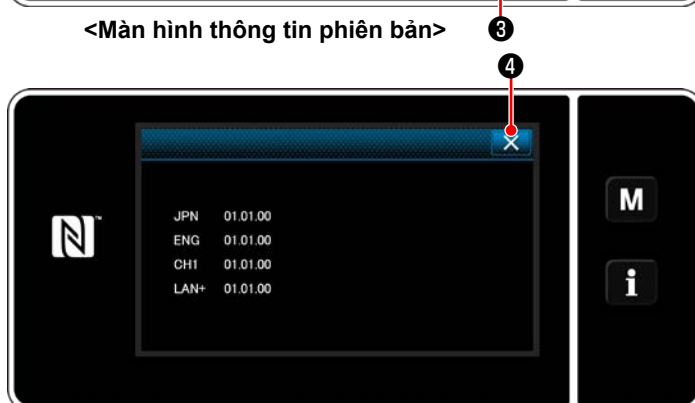 <Màn hình thông tin phiên bản>
❸
❹
JPN 01.01.00
ENG 01.01.00
CH1 01.01.00
LAN+ 01.01.00
M
i